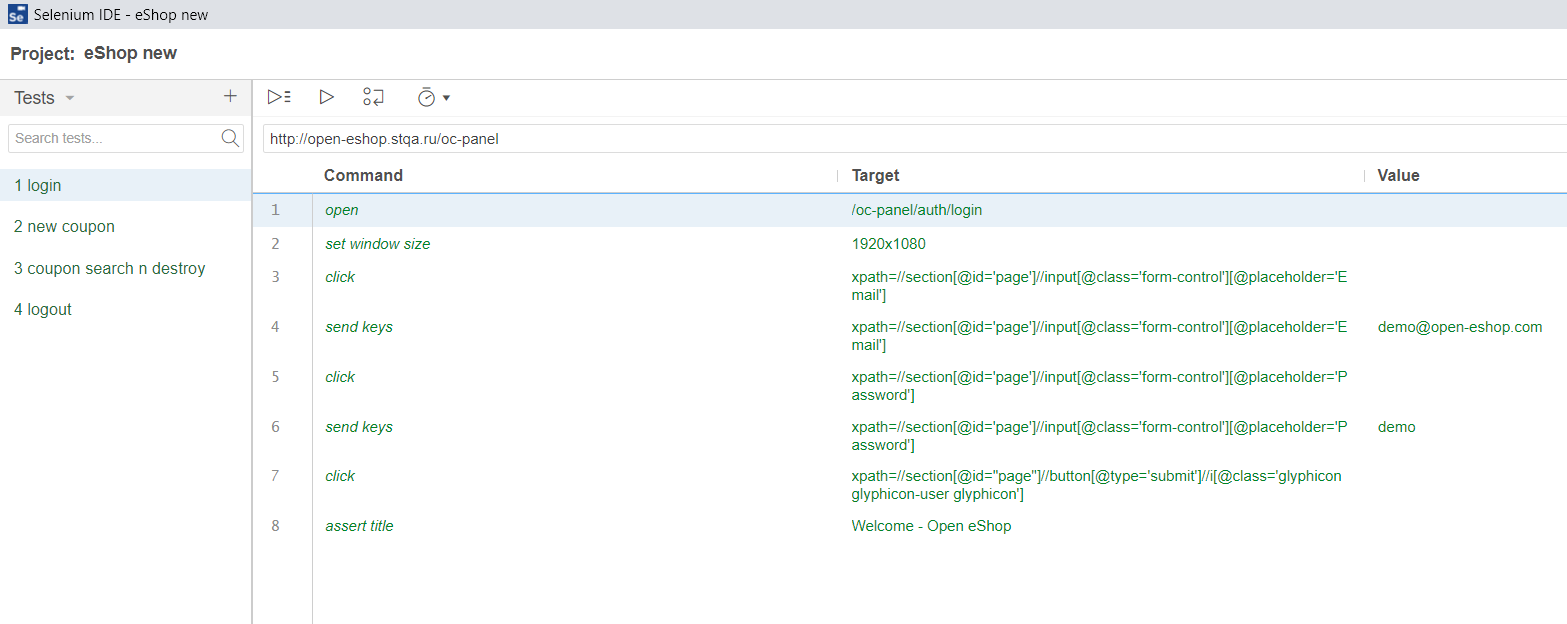 Se Selenium IDE - eShop new
Project: eShop new
Tests
Search tests...
1 login
2 new coupon
3 coupon search n destroy
4 logout
http://open-eshop.stqa.ru/oc-panel
Command Target Value
1 open /oc-panel/auth/login
2 set window size 1920x1080
3 click xpath=//section[@id='page']//input[@class='form-control'][@placeholder='E
mail']
4 send keys xpath=//section[@id='page']//input[@class='form-control'][@placeholder='E demo@open-eshop.com
mail']
5 click xpath=//section[@id='page']//input[@class='form-control'][@placeholder='P
assword']
6 send keys xpath=//section[@id='page']//input[@class='form-control'][@placeholder='P demo
assword']
7 click xpath=//section[@id="page"]//button[@type='submit']//i[@class='glyphicon
glyphicon-user glyphicon']
8 assert title Welcome - Open eShop